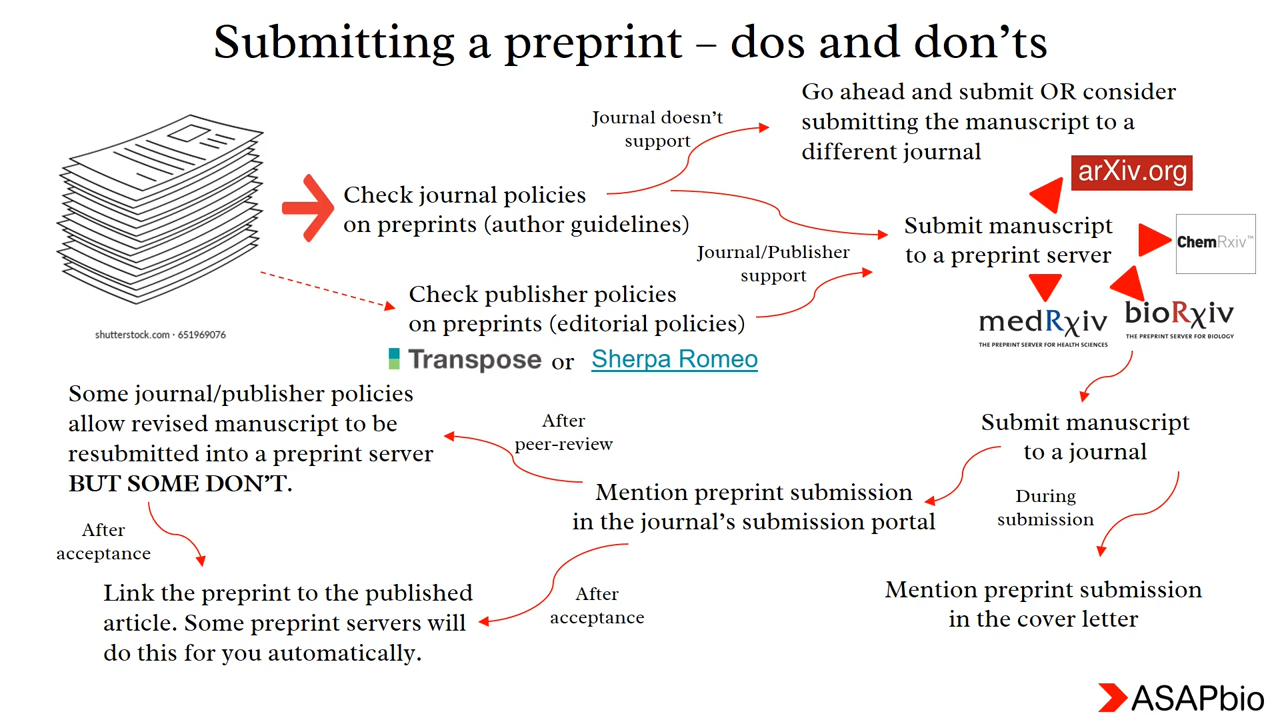 Submitting a preprint – dos and don’ts
Go ahead and submit OR consider
submitting the manuscript to a
different journal
Journal doesn’t
support
arXiv.org
Check journal policies
on preprints (author guidelines)
Submit manuscript
to a preprint server
ChemRxiv™
Journal/Publisher
support
Check publisher policies
on preprints (editorial policies)
medRχiv
THE PREPRINT SERVER FOR HEALTH SCIENCES
bioRχiv
THE PREPRINT SERVER FOR BIOLOGY
shutterstock.com · 651969076
Transpose or Sherpa Romeo
Some journal/publisher policies
allow revised manuscript to be
resubmitted into a preprint server
BUT SOME DON’T.
After
peer-review
Submit manuscript
to a journal
Mention preprint submission
in the journal’s submission portal
During
submission
After
acceptance
Link the preprint to the published
article. Some preprint servers will
do this for you automatically.
After
acceptance
Mention preprint submission
in the cover letter
ASAPbio